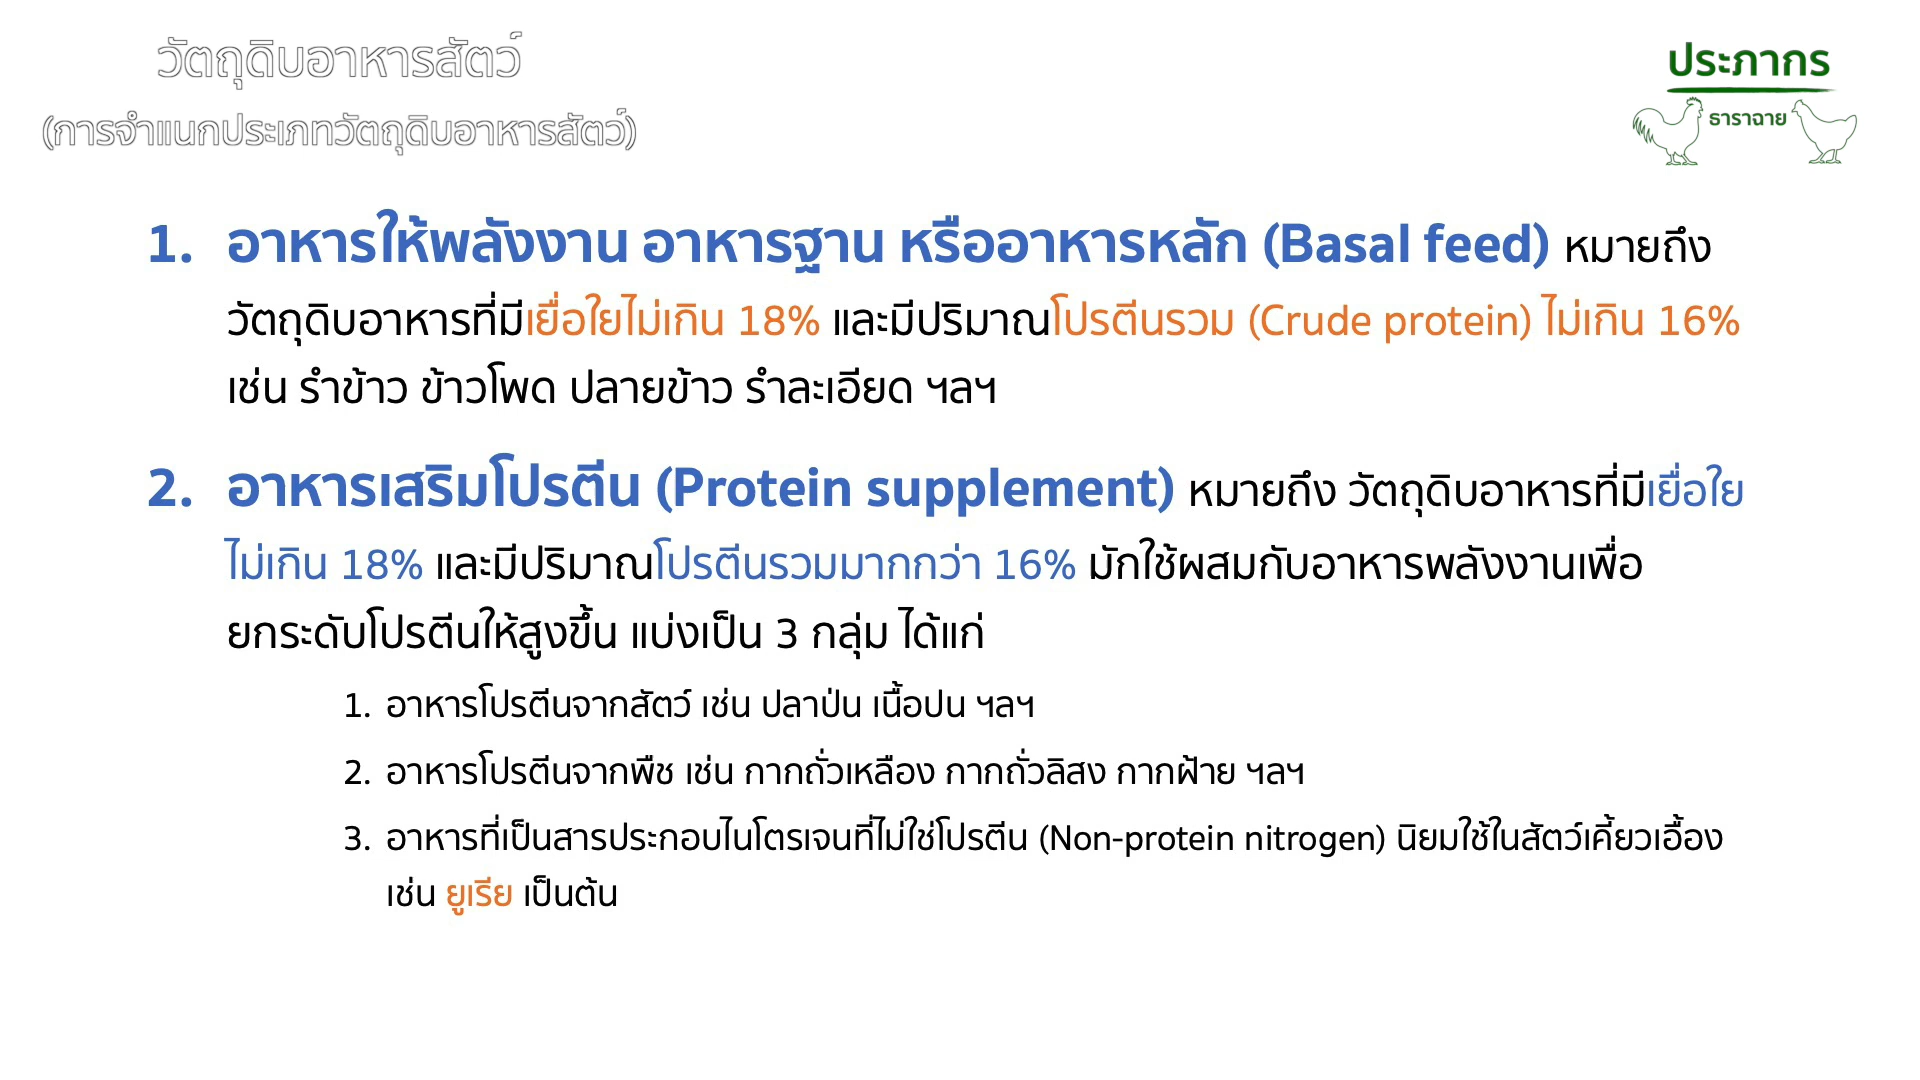 วัตถุดิบอาหารสัตว์
(การจำแนกประเภทวัตถุดิบอาหารสัตว์)
ประภากร
ธาราฉาย
1. อาหารให้พลังงาน อาหารฐาน หรืออาหารหลัก (Basal feed) หมายถึง
วัตถุดิบอาหารที่มีเยื่อใยไม่เกิน 18% และมีปริมาณโปรตีนรวม (Crude protein) ไม่เกิน 16%
เช่น รำข้าว ข้าวโพด ปลายข้าว รำละเอียด ฯลฯ
2. อาหารเสริมโปรตีน (Protein supplement) หมายถึง วัตถุดิบอาหารที่มีเยื่อใย
ไม่เกิน 18% และมีปริมาณโปรตีนรวมมากกว่า 16% มักใช้ผสมกับอาหารพลังงานเพื่อ
ยกระดับโปรตีนให้สูงขึ้น แบ่งเป็น 3 กลุ่ม ได้แก่
1. อาหารโปรตีนจากสัตว์ เช่น ปลาป่น เนื้อปน ฯลฯ
2. อาหารโปรตีนจากพืช เช่น กากถั่วเหลือง กากถั่วลิสง กากฝ้าย ฯลฯ
3. อาหารที่เป็นสารประกอบไนโตรเจนที่ไม่ใช่โปรตีน (Non-protein nitrogen) นิยมใช้ในสัตว์เคี้ยวเอื้อง
เช่น ยูเรีย เป็นต้น